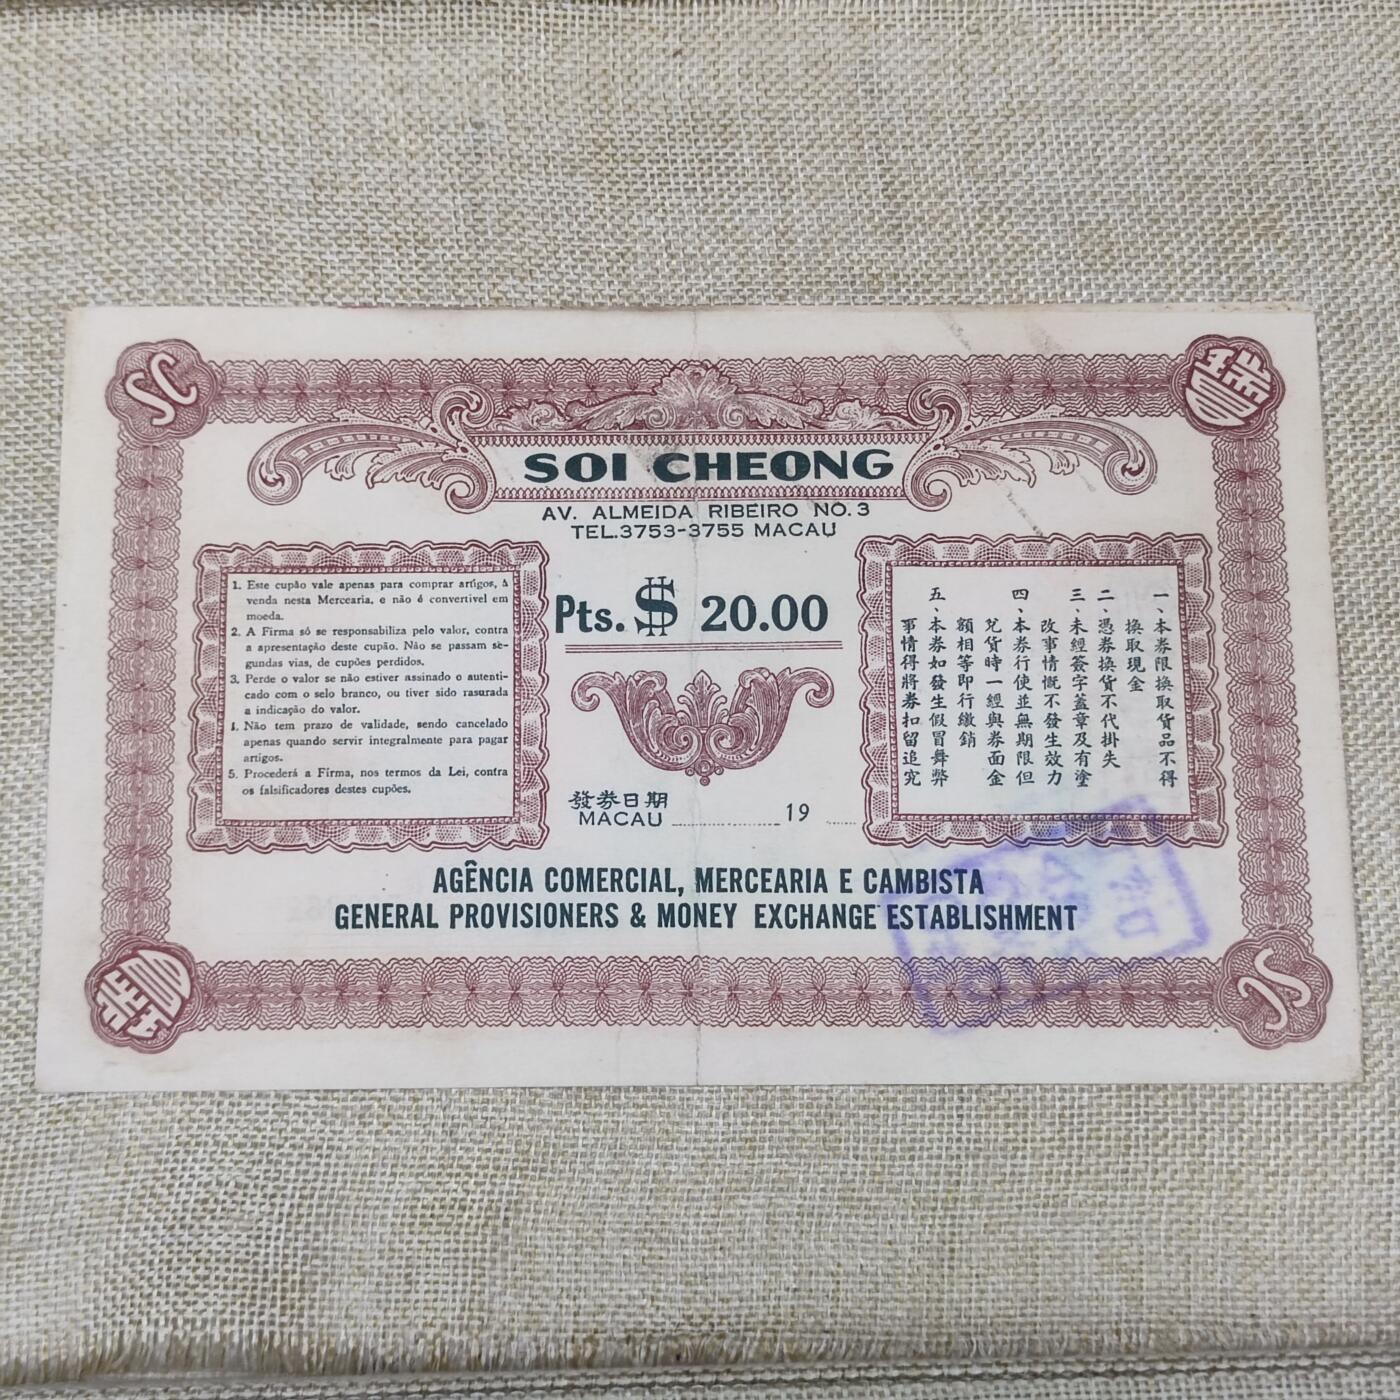 SC
瑞昌
SOI CHEONG
AV. ALMEIDA RIBEIRO NO. 3
TEL.3753-3755 MACAU
1. Este cupão vale apenas para comprar artigos, à
venda nesta Mercearia, e não é convertivel em
moeda.
2. A Firma só se responsabiliza pelo valor, contra
a apresentação deste cupão. Não se passam se-
gundas vias, de cupões perdidos.
3. Perde o valor se não estiver assinado o autenti-
cado com o selo branco, ou tiver sido rasurada
a indicação do valor.
4. Não tem prazo de validade, sendo cancelado
apenas quando servir integralmente para pagar
artigos.
5. Procederá a Firma, nos termos da Lei, contra
os falsificadores destes cupões.
Pts. $ 20.00
一、本券限換取貨品不得
換取現金
二、憑券換貨不代掛失
三、未經簽字蓋章及有塗
改事情慨不發生效力
四、本券行使並無期限但
兌貨時一經與券面金
額相等即行繳銷
五、本券如發生假冒舞弊
事情得將券扣留追究
發券日期
MACAU 19
AGÊNCIA COMERCIAL, MERCEARIA E CAMBISTA
GENERAL PROVISIONERS & MONEY EXCHANGE ESTABLISHMENT
瑞昌
SC